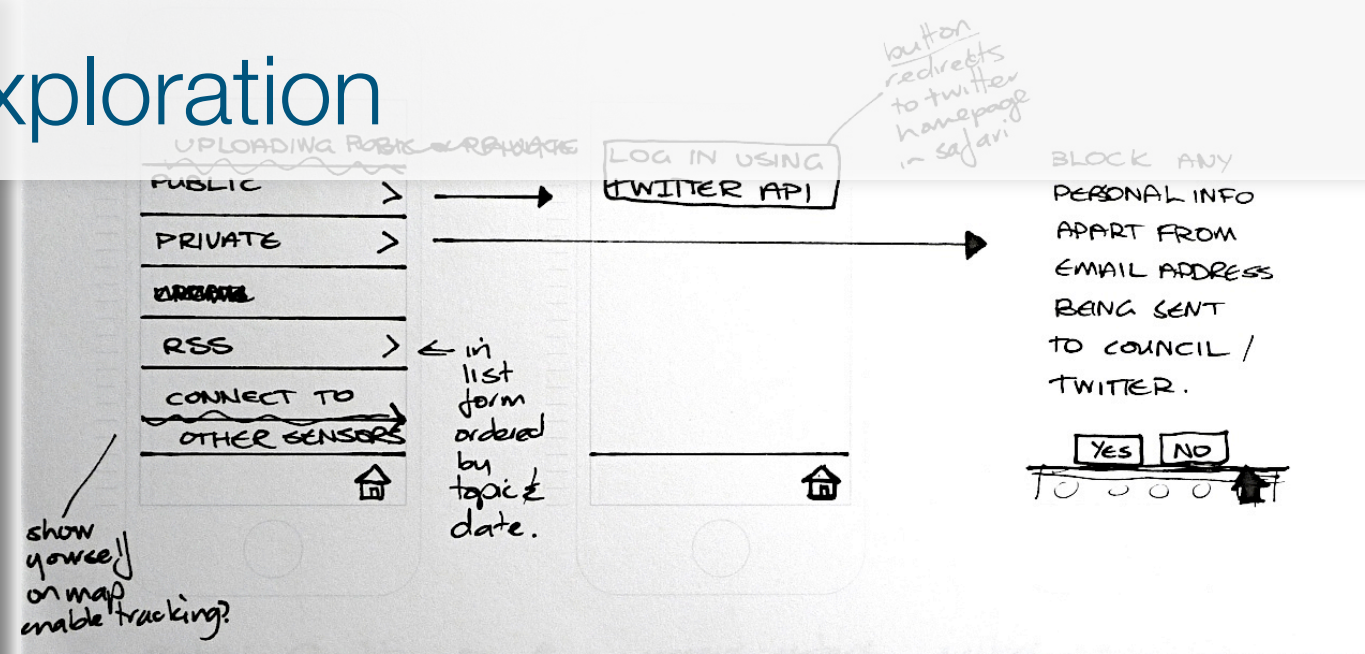 xploration
button
redirects
to twitter
homepage
in safari
UPLOADING
PUBLIC >
PRIVATE >
RSS >
CONNECT TO
OTHER SENSORS
in
list
form
ordered
by
topic &
date.
show
yourself
on map
enable tracking?
LOG IN USING
TWITTER API
BLOCK ANY
PERSONAL INFO
APART FROM
EMAIL ADDRESS
BEING SENT
TO COUNCIL /
TWITTER.
YES NO